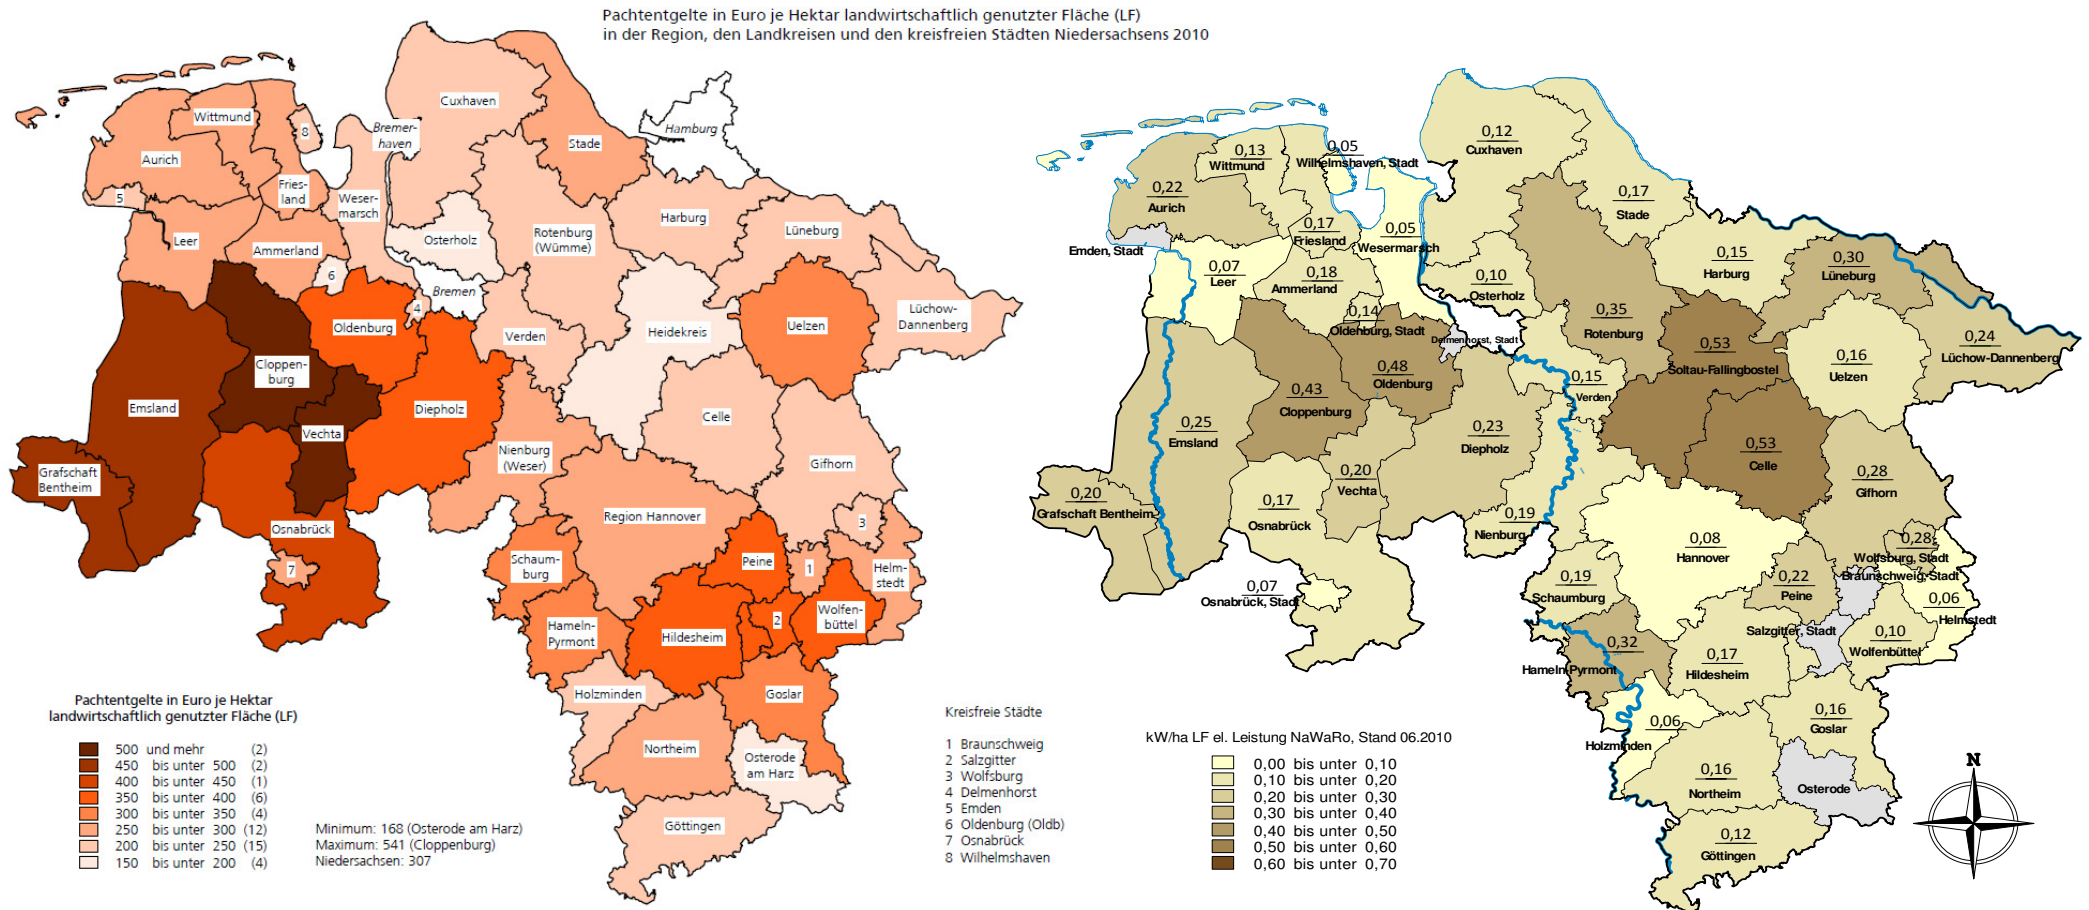 Pachtentgelte in Euro je Hektar landwirtschaftlich genutzter Fläche (LF)
in der Region, den Landkreisen und den kreisfreien Städten Niedersachsens 2010
Cuxhaven
Wittmund
8
Bremer-
haven
Hamburg
Stade
Aurich
Fries-
land
5
Weser-
marsch
Harburg
Leer
Ammerland
Osterholz
Rotenburg
(Wümme)
Lüneburg
6
Bremen
4
Oldenburg
Verden
Heidekreis
Uelzen
Lüchow-
Dannenberg
Cloppen-
burg
Emsland
Diepholz
Celle
Vechta
Nienburg
(Weser)
Gifhorn
Grafschaft
Bentheim
Osnabrück
Region Hannover
3
7
Schaum-
burg
Peine
1
Helm-
stedt
Hameln-
Pyrmont
Hildesheim
2
Wolfen-
büttel
Holzminden
Goslar
Northeim
Osterode
am Harz
Göttingen
Pachtentgelte in Euro je Hektar
landwirtschaftlich genutzter Fläche (LF)
500 und mehr (2)
450 bis unter 500 (2)
400 bis unter 450 (1)
350 bis unter 400 (6)
300 bis unter 350 (4)
250 bis unter 300 (12)
200 bis unter 250 (15)
150 bis unter 200 (4)
Minimum: 168 (Osterode am Harz)
Maximum: 541 (Cloppenburg)
Niedersachsen: 307
Kreisfreie Städte
1 Braunschweig
2 Salzgitter
3 Wolfsburg
4 Delmenhorst
5 Emden
6 Oldenburg (Oldb)
7 Osnabrück
8 Wilhelmshaven
0,12
Cuxhaven
0,13
Wittmund
0,05
Wilhelmshaven, Stadt
0,22
Aurich
0,17
Stade
0,17
Friesland
0,05
Wesermarsch
Emden, Stadt
0,07
Leer
0,18
Ammerland
0,10
Osterholz
0,15
Harburg
0,30
Lüneburg
0,35
Rotenburg
0,14
Oldenburg, Stadt
Delmenhorst, Stadt
0,53
Soltau-Fallingbostel
0,16
Uelzen
0,24
Lüchow-Dannenberg
0,48
Oldenburg
0,15
Verden
0,43
Cloppenburg
0,25
Emsland
0,23
Diepholz
0,53
Celle
0,20
Vechta
0,28
Gifhorn
0,20
Grafschaft Bentheim
0,17
Osnabrück
0,19
Nienburg
0,08
Hannover
0,28
Wolfsburg, Stadt
Braunschweig, Stadt
0,07
Osnabrück, Stadt
0,19
Schaumburg
0,22
Peine
0,06
Helmstedt
0,32
Hameln-Pyrmont
Salzgitter, Stadt
0,10
Wolfenbüttel
0,17
Hildesheim
0,06
Holzminden
0,16
Goslar
0,16
Northeim
Osterode
0,12
Göttingen
kW/ha LF el. Leistung NaWaRo, Stand 06.2010
0,00 bis unter 0,10
0,10 bis unter 0,20
0,20 bis unter 0,30
0,30 bis unter 0,40
0,40 bis unter 0,50
0,50 bis unter 0,60
0,60 bis unter 0,70
N